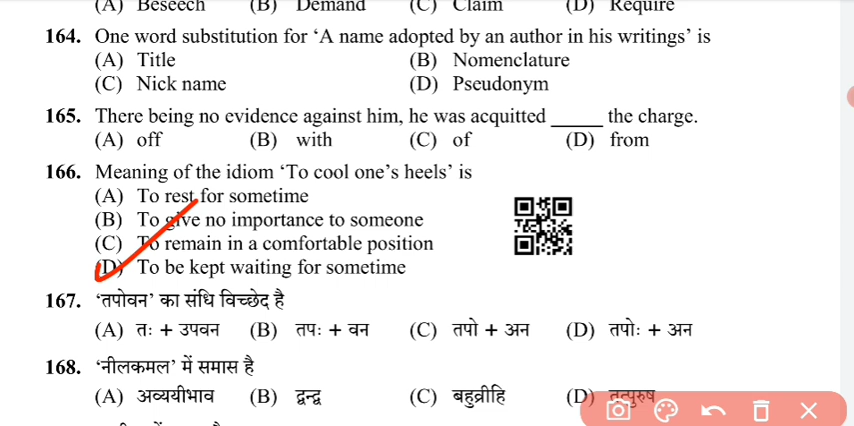 (A) Beseech (B) Demand (C) Claim (D) Require
164. One word substitution for ‘A name adopted by an author in his writings’ is
(A) Title (B) Nomenclature
(C) Nick name (D) Pseudonym
165. There being no evidence against him, he was acquitted _____ the charge.
(A) off (B) with (C) of (D) from
166. Meaning of the idiom ‘To cool one’s heels’ is
(A) To rest for sometime
(B) To give no importance to someone
(C) To remain in a comfortable position
(D) To be kept waiting for sometime
167. ‘तपोवन’ का संधि विच्छेद है
(A) तः + उपवन (B) तपः + वन (C) तपो + अन (D) तपोः + अन
168. ‘नीलकमल’ में समास है
(A) अव्ययीभाव (B) द्वन्द्व (C) बहुव्रीहि (D) तत्पुरुष